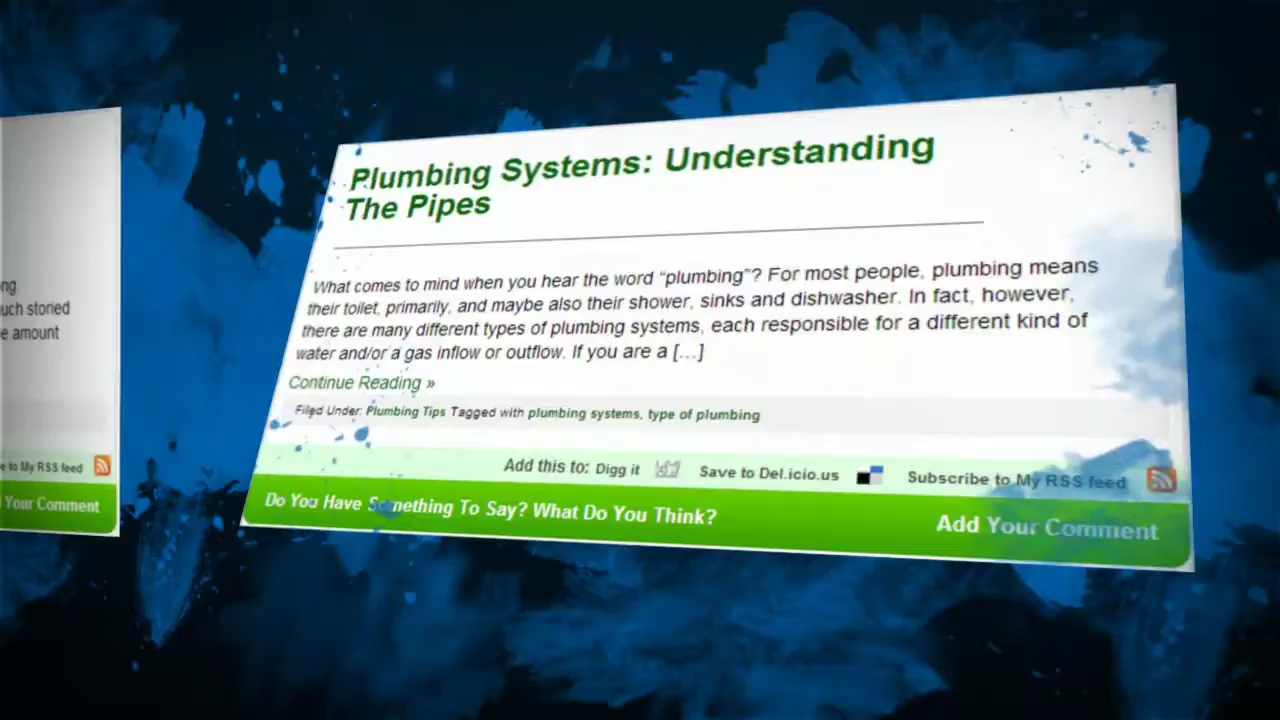 ng
uch storied
e amount
e to My RSS feed
Your Comment
Plumbing Systems: Understanding
The Pipes
What comes to mind when you hear the word “plumbing”? For most people, plumbing means
their toilet, primarily, and maybe also their shower, sinks and dishwasher. In fact, however,
there are many different types of plumbing systems, each responsible for a different kind of
water and/or a gas inflow or outflow. If you are a [...]
Continue Reading »
Filed Under: Plumbing Tips Tagged with plumbing systems, type of plumbing
Add this to: Digg it Save to Del.icio.us Subscribe to My RSS feed
Do You Have Something To Say? What Do You Think? Add Your Comment